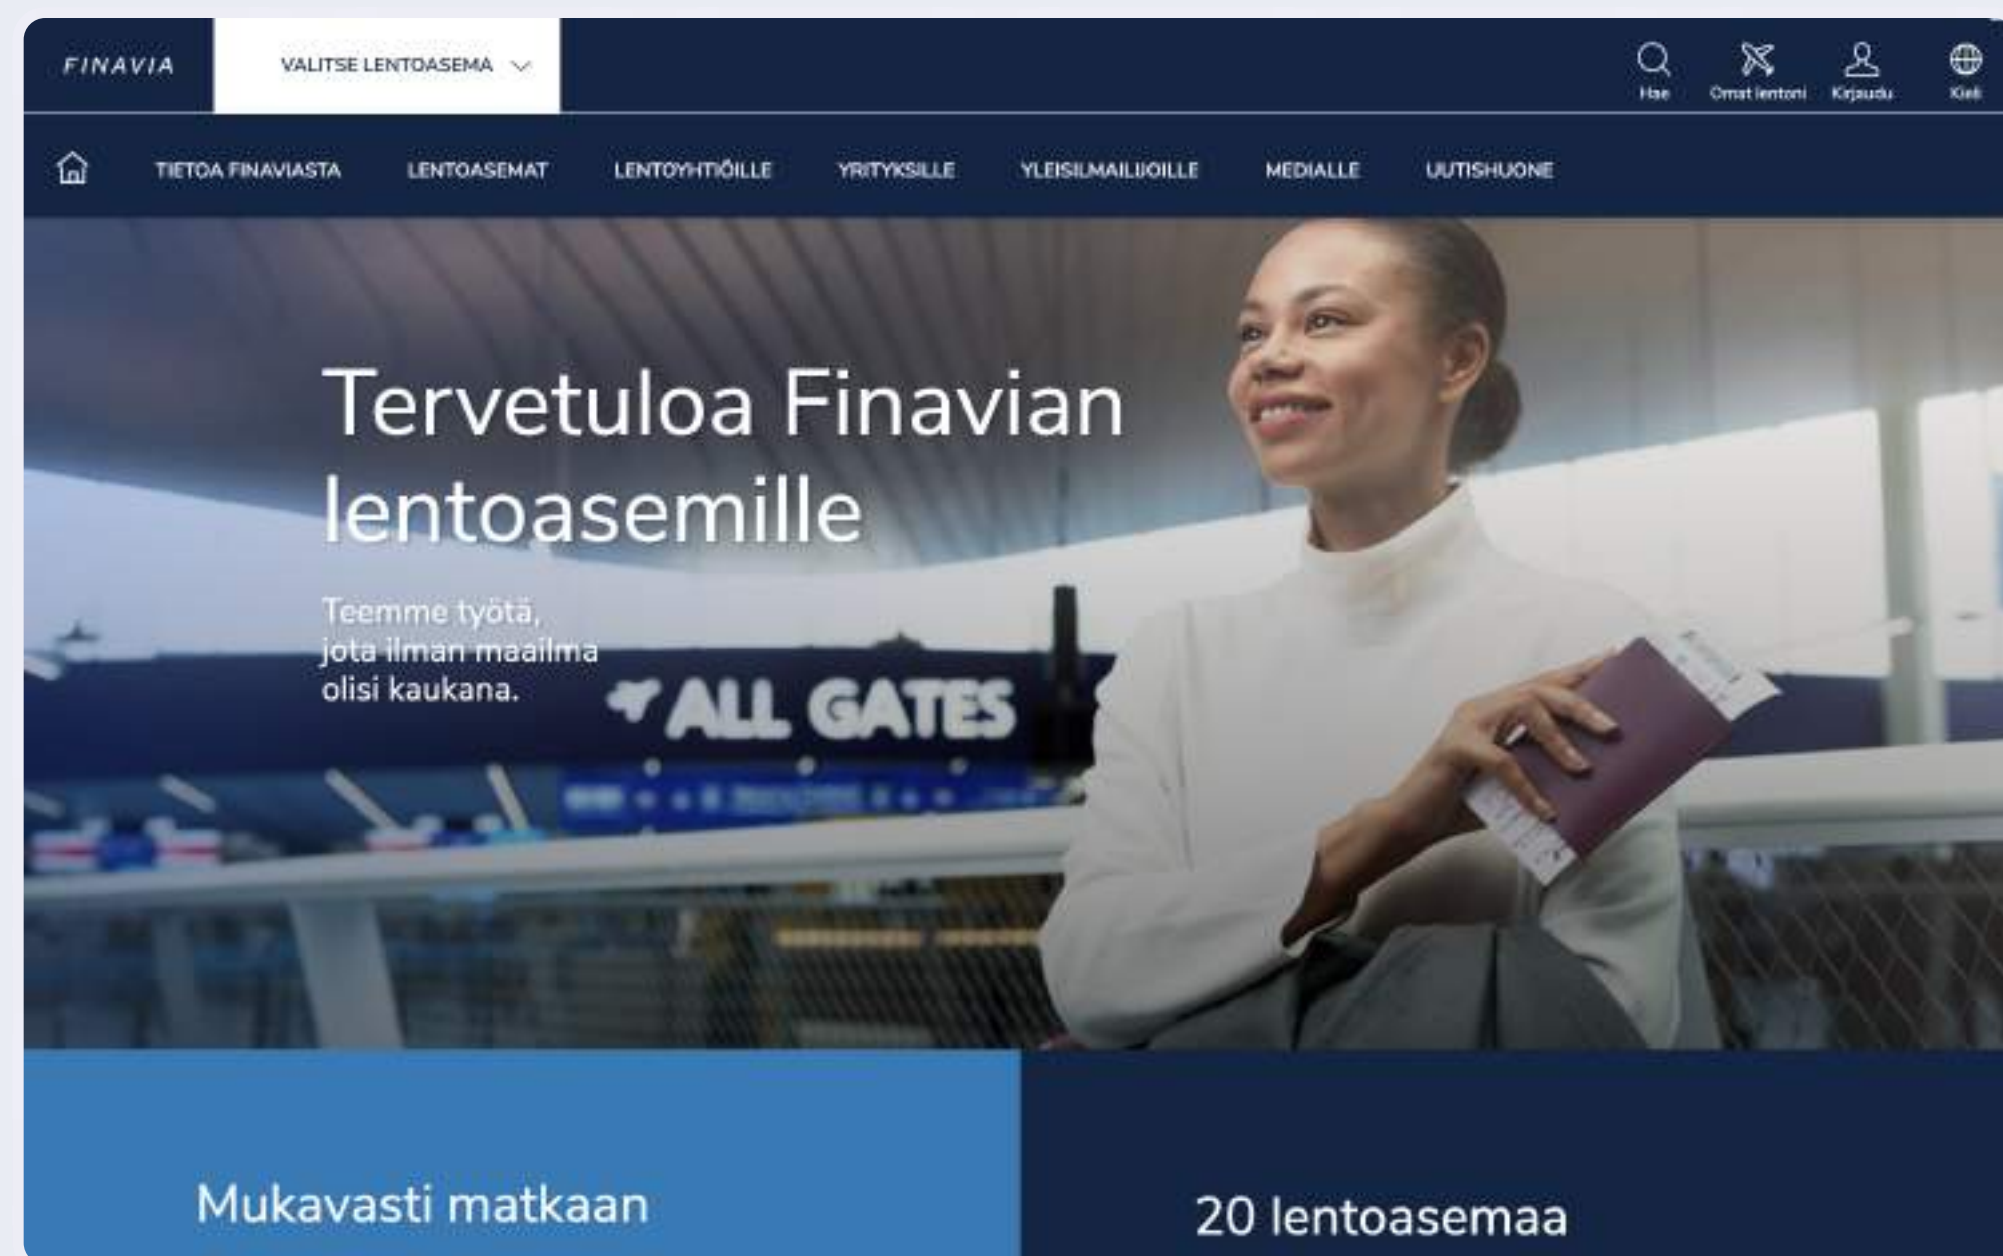 FINAVIA
VALITSE LENTOASEMA
Hae
Omat lentoni
Kirjaudu
Kieli
TIETOA FINAVIASTA
LENTOASEMAT
LENTOYHTIÖILLE
YRITYKSILLE
YLEISILMAILIJOILLE
MEDIALLE
UUTISHUONE
Tervetuloa Finavian
lentoasemille
Teemme työtä,
jota ilman maailma
olisi kaukana.
ALL GATES
Mukavasti matkaan
20 lentoasemaa